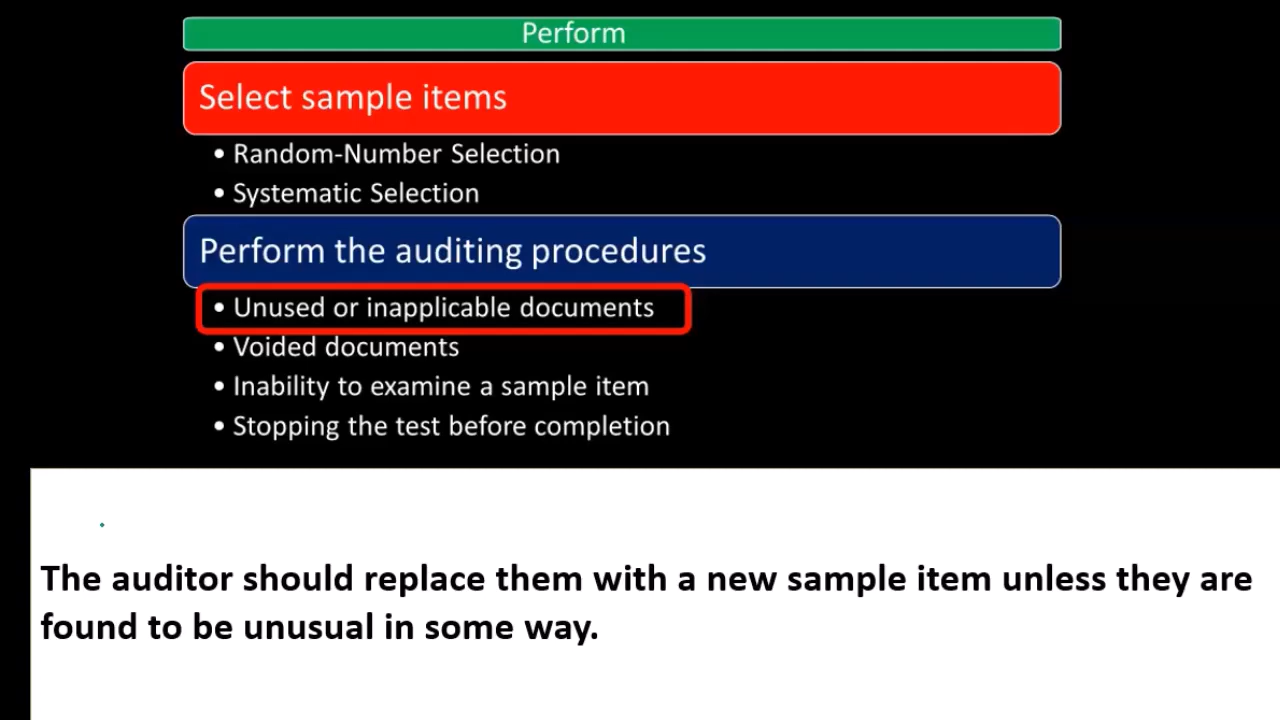 Perform
Select sample items
• Random-Number Selection
• Systematic Selection
Perform the auditing procedures
• Unused or inapplicable documents
• Voided documents
• Inability to examine a sample item
• Stopping the test before completion
The auditor should replace them with a new sample item unless they are
found to be unusual in some way.